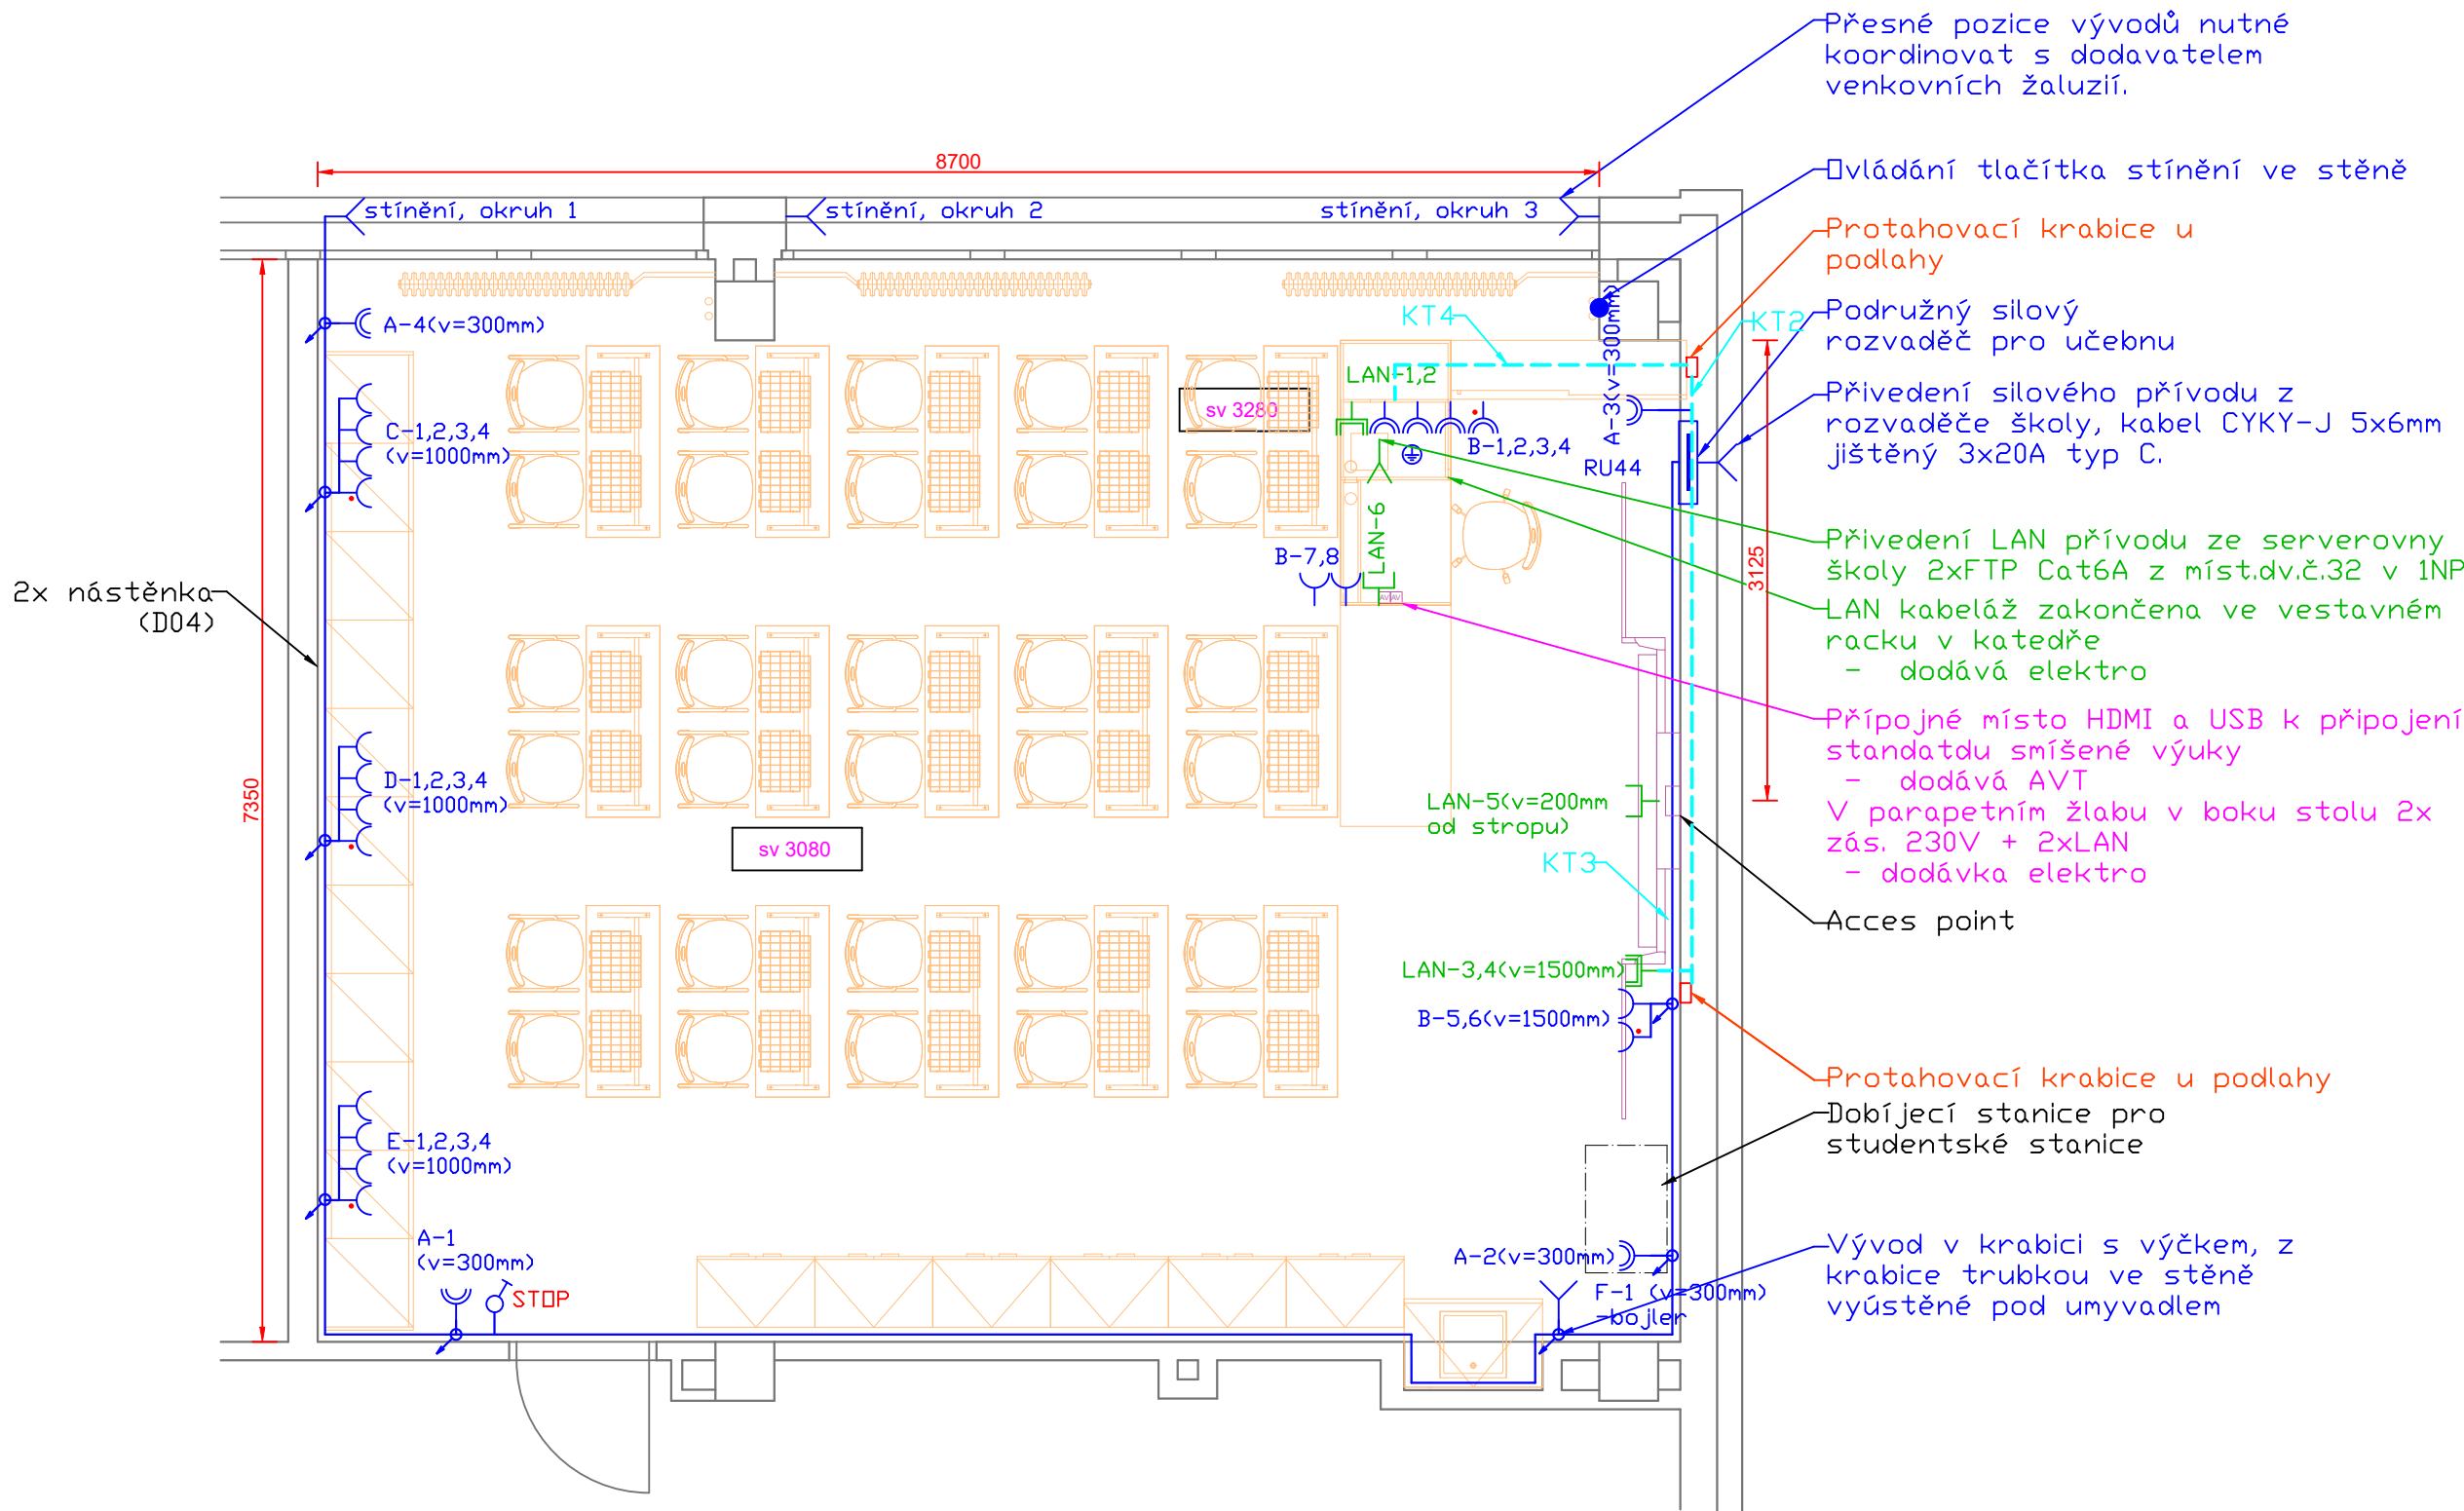 Přesné pozice vývodů nutné
koordinovat s dodavatelem
venkovních žaluzií.
8700
Ovládání tlačítka stínění ve stěně
stínění, okruh 1
stínění, okruh 2
stínění, okruh 3
Protahovací krabice u
podlahy
A-4(v=300mm)
KT4
A-3(v=300mm)
KT2
Podružný silový
rozvaděč pro učebnu
LAN-1,2
sv 3280
C-1,2,3,4
(v=1000mm)
B-1,2,3,4
RU44
Přivedení silového přívodu z
rozvaděče školy, kabel CYKY-J 5x6mm
jištěný 3x20A typ C.
LAN-6
B-7,8
3125
Přivedení LAN přívodu ze serverovny
školy 2xFTP Cat6A z míst.dv.č.32 v 1NP
2x nástěnka
(D04)
AV AV
LAN kabeláž zakončena ve vestavném
racku v katedře
- dodává elektro
Přípojné místo HDMI a USB k připojení
standatdu smíšené výuky
- dodává AVT
V parapetním žlabu v boku stolu 2x
zás. 230V + 2xLAN
- dodávka elektro
7350
D-1,2,3,4
(v=1000mm)
LAN-5(v=200mm
od stropu)
sv 3080
KT3
Acces point
LAN-3,4(v=1500mm)
B-5,6(v=1500mm)
Protahovací krabice u podlahy
Dobíjecí stanice pro
studentské stanice
E-1,2,3,4
(v=1000mm)
A-1
(v=300mm)
STOP
A-2(v=300mm)
F-1 (v=300mm)
-bojler
Vývod v krabici s výčkem, z
krabice trubkou ve stěně
vyústěné pod umyvadlem